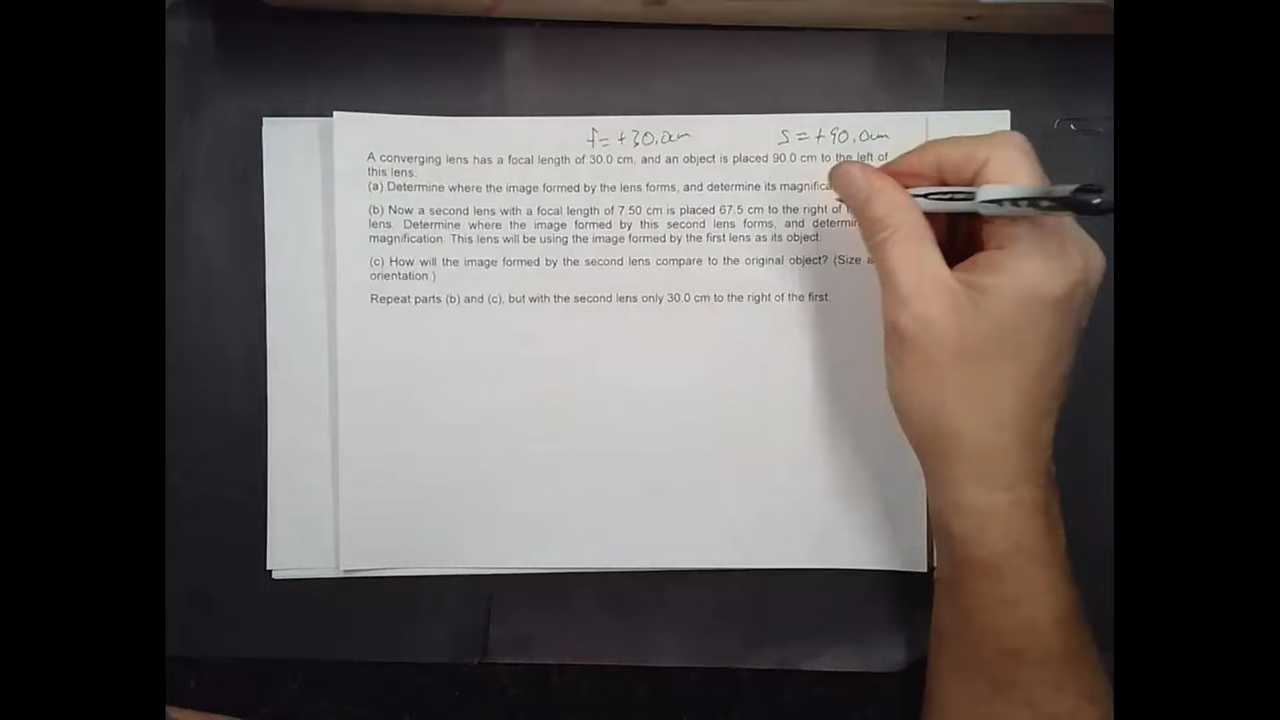 f = +30.0cm s = +90.0cm
A converging lens has a focal length of 30.0 cm, and an object is placed 90.0 cm to the left of
this lens.
(a) Determine where the image formed by the lens forms, and determine its
(b) Now a second lens with a focal length of 7.50 cm is placed 67.5 cm to the right of
lens. Determine where the image formed by this second lens forms, and
magnification. This lens will be using the image formed by the first lens as its object.
(c) How will the image formed by the second lens compare to the original object? (Size
orientation.)
Repeat parts (b) and (c), but with the second lens only 30.0 cm to the right of the first.